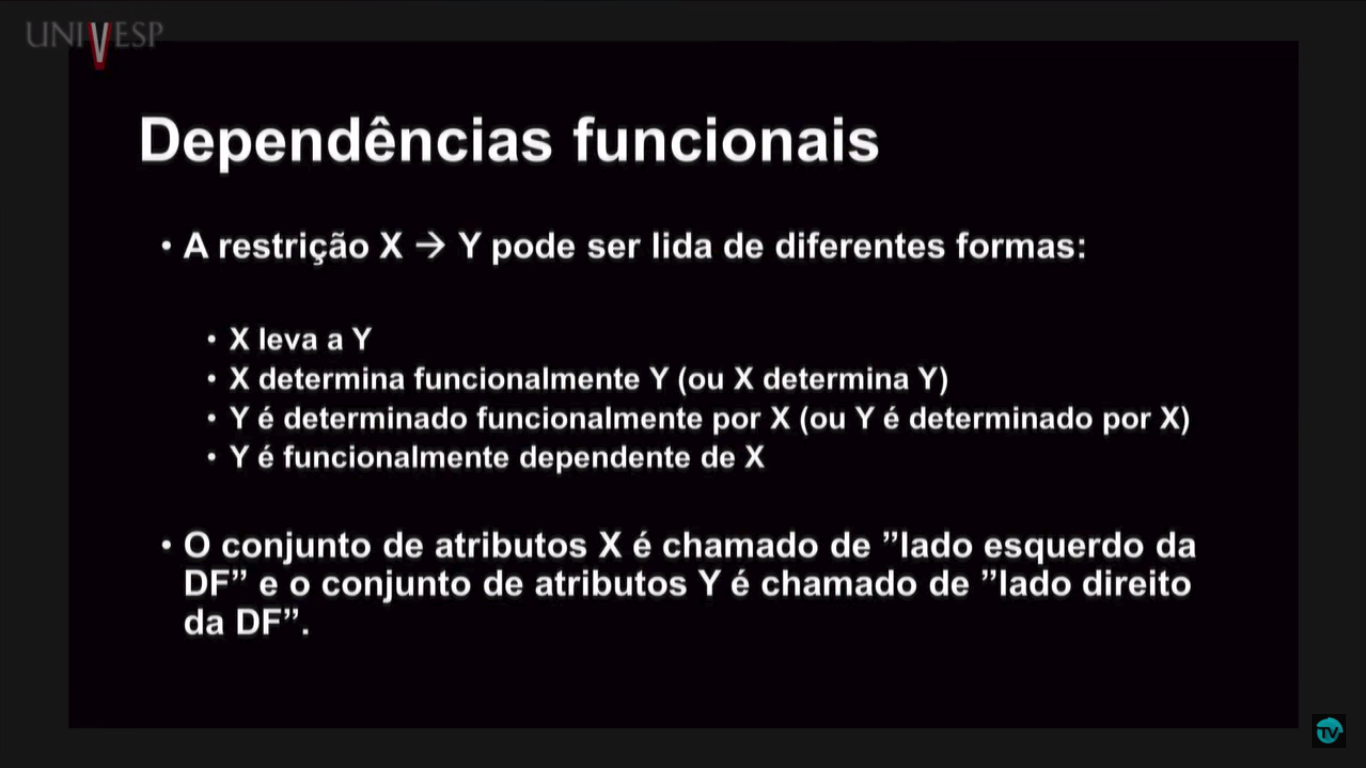 UNIVESP
Dependências funcionais
• A restrição X → Y pode ser lida de diferentes formas:
• X leva a Y
• X determina funcionalmente Y (ou X determina Y)
• Y é determinado funcionalmente por X (ou Y é determinado por X)
• Y é funcionalmente dependente de X
• O conjunto de atributos X é chamado de ”lado esquerdo da
DF” e o conjunto de atributos Y é chamado de ”lado direito
da DF”.
TV